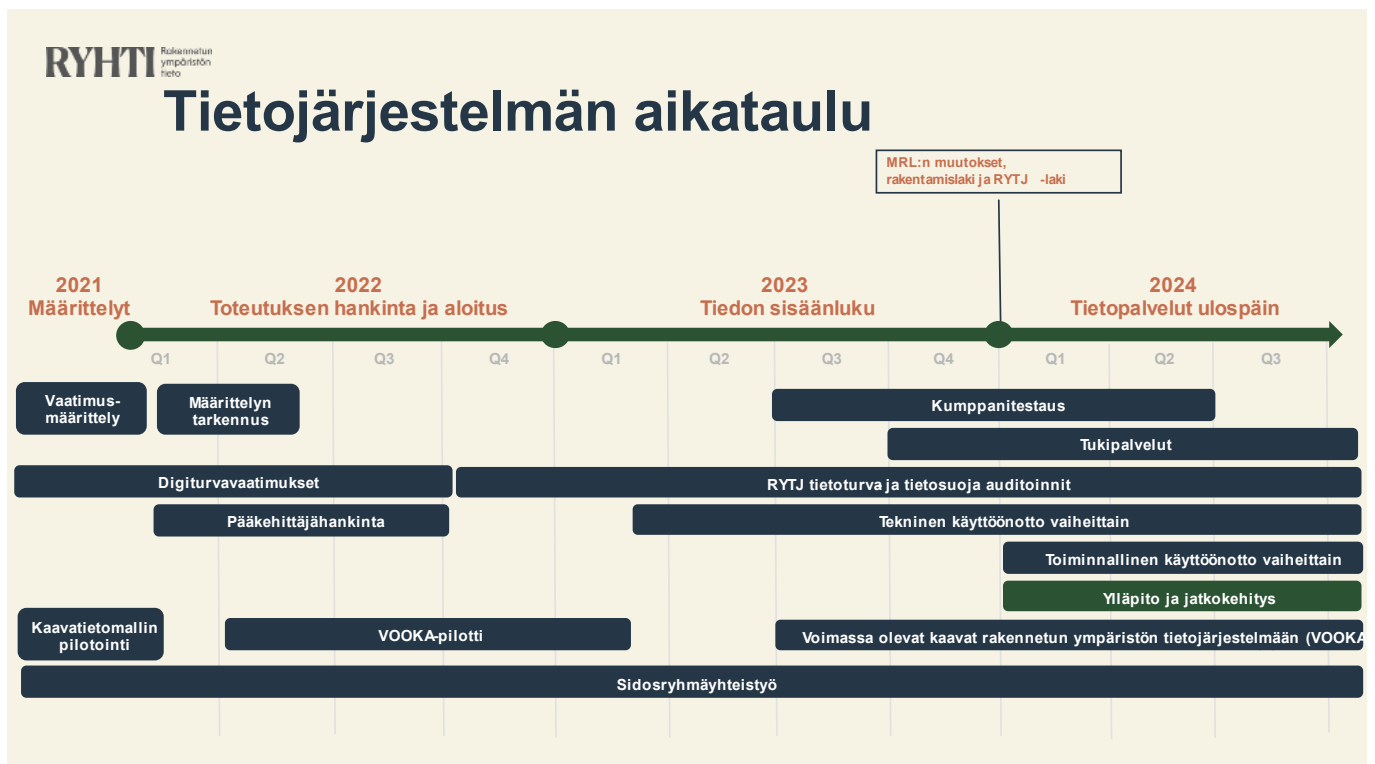 RYHTI
Rakennetun
ympäristön
tieto
Tietojärjestelmän aikataulu
MRL:n muutokset,
rakentamislaki ja RYTJ -laki
2021
Määrittelyt
2022
Toteutuksen hankinta ja aloitus
2023
Tiedon sisäänluku
2024
Tietopalvelut ulospäin
Q1 Q2 Q3 Q4 Q1 Q2 Q3 Q4 Q1 Q2 Q3
Vaatimus-
määrittely
Määrittelyn
tarkennus
Kumppanitestaus
Tukipalvelut
Digiturvavaatimukset
RYTJ tietoturva ja tietosuoja auditoinnit
Pääkehittäjähankinta
Tekninen käyttöönotto vaiheittain
Toiminnallinen käyttöönotto vaiheittain
Ylläpito ja jatkokehitys
Kaavatietomallin
pilotointi
VOOKA-pilotti
Voimassa olevat kaavat rakennetun ympäristön tietojärjestelmään (VOOKA
Sidosryhmäyhteistyö